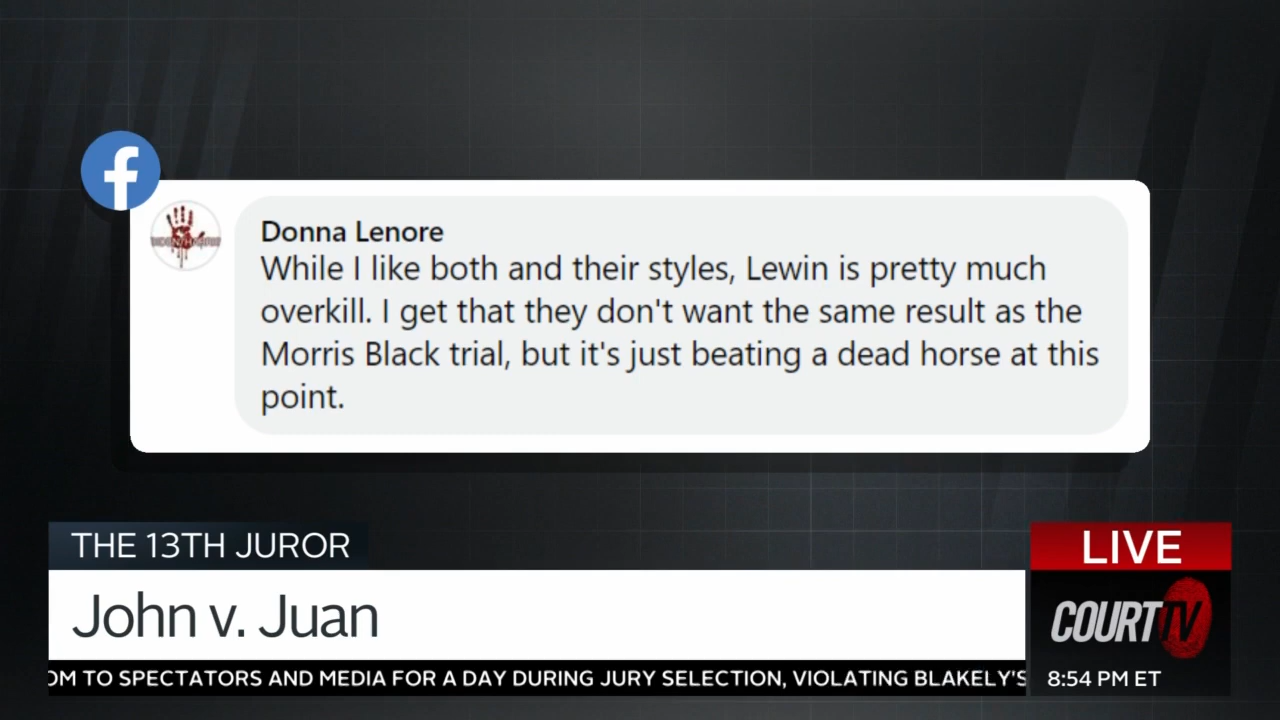 Donna Lenore
While I like both and their styles, Lewin is pretty much
overkill. I get that they don't want the same result as the
Morris Black trial, but it's just beating a dead horse at this
point.
THE 13TH JUROR
John v. Juan
LIVE
COURT TV
OM TO SPECTATORS AND MEDIA FOR A DAY DURING JURY SELECTION, VIOLATING BLAKELY'S
8:54 PM ET